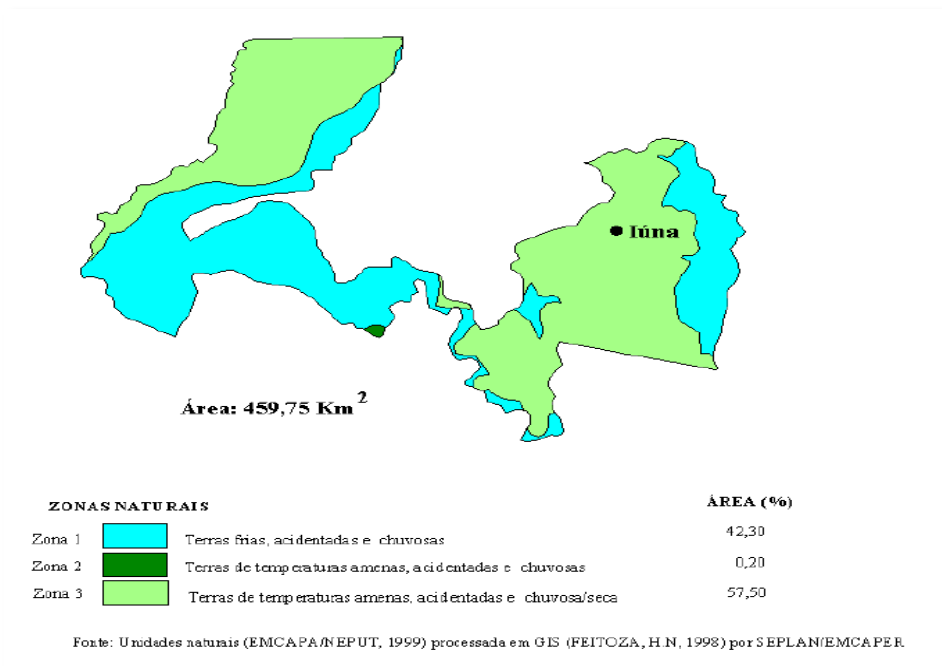 Iúna
Área: 459,75 Km²
ZONAS NATURAIS ÁREA (%)
Zona 1 Terras frias, acidentadas e chuvosas 42,30
Zona 2 Terras de temperaturas amenas, acidentadas e chuvosas 0,20
Zona 3 Terras de temperaturas amenas, acidentadas e chuvosa/seca 57,50
Fonte: Unidades naturais (EMCAPA/NEPUT, 1999) processada em GIS (FEITOZA, H.N, 1998) por SEPLAN/EMCAPER